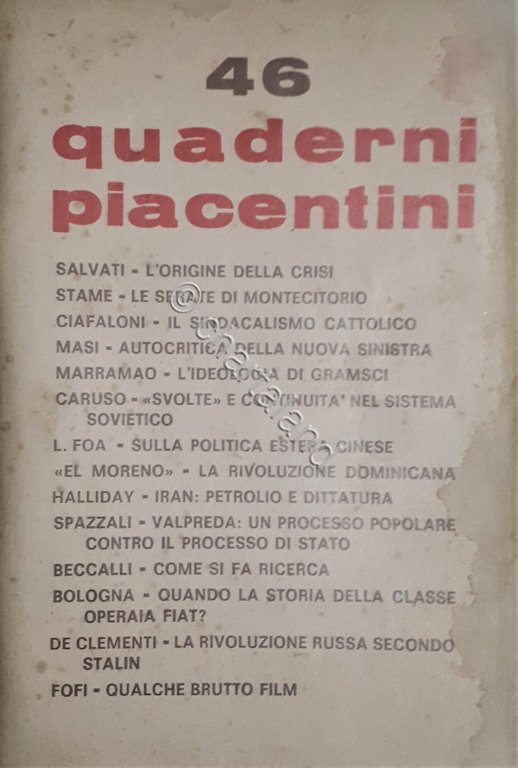 46
quaderni
piacentini
SALVATI - L'ORIGINE DELLA CRISI
STAME - LE SERATE DI MONTECITORIO
CIAFALONI - IL SINDACALISMO CATTOLICO
MASI - AUTOCRITICA DELLA NUOVA SINISTRA
MARRAMAO - L'IDEOLOGIA DI GRAMSCI
CARUSO - «SVOLTE» E CONTINUITA' NEL SISTEMA
SOVIETICO
L. FOA - SULLA POLITICA ESTERA CINESE
«EL MORENO» - LA RIVOLUZIONE DOMINICANA
HALLIDAY - IRAN: PETROLIO E DITTATURA
SPAZZALI - VALPREDA: UN PROCESSO POPOLARE
CONTRO IL PROCESSO DI STATO
BECCALLI - COME SI FA RICERCA
BOLOGNA - QUANDO LA STORIA DELLA CLASSE
OPERAIA FIAT?
DE CLEMENTI - LA RIVOLUZIONE RUSSA SECONDO
STALIN
FOFI - QUALCHE BRUTTO FILM